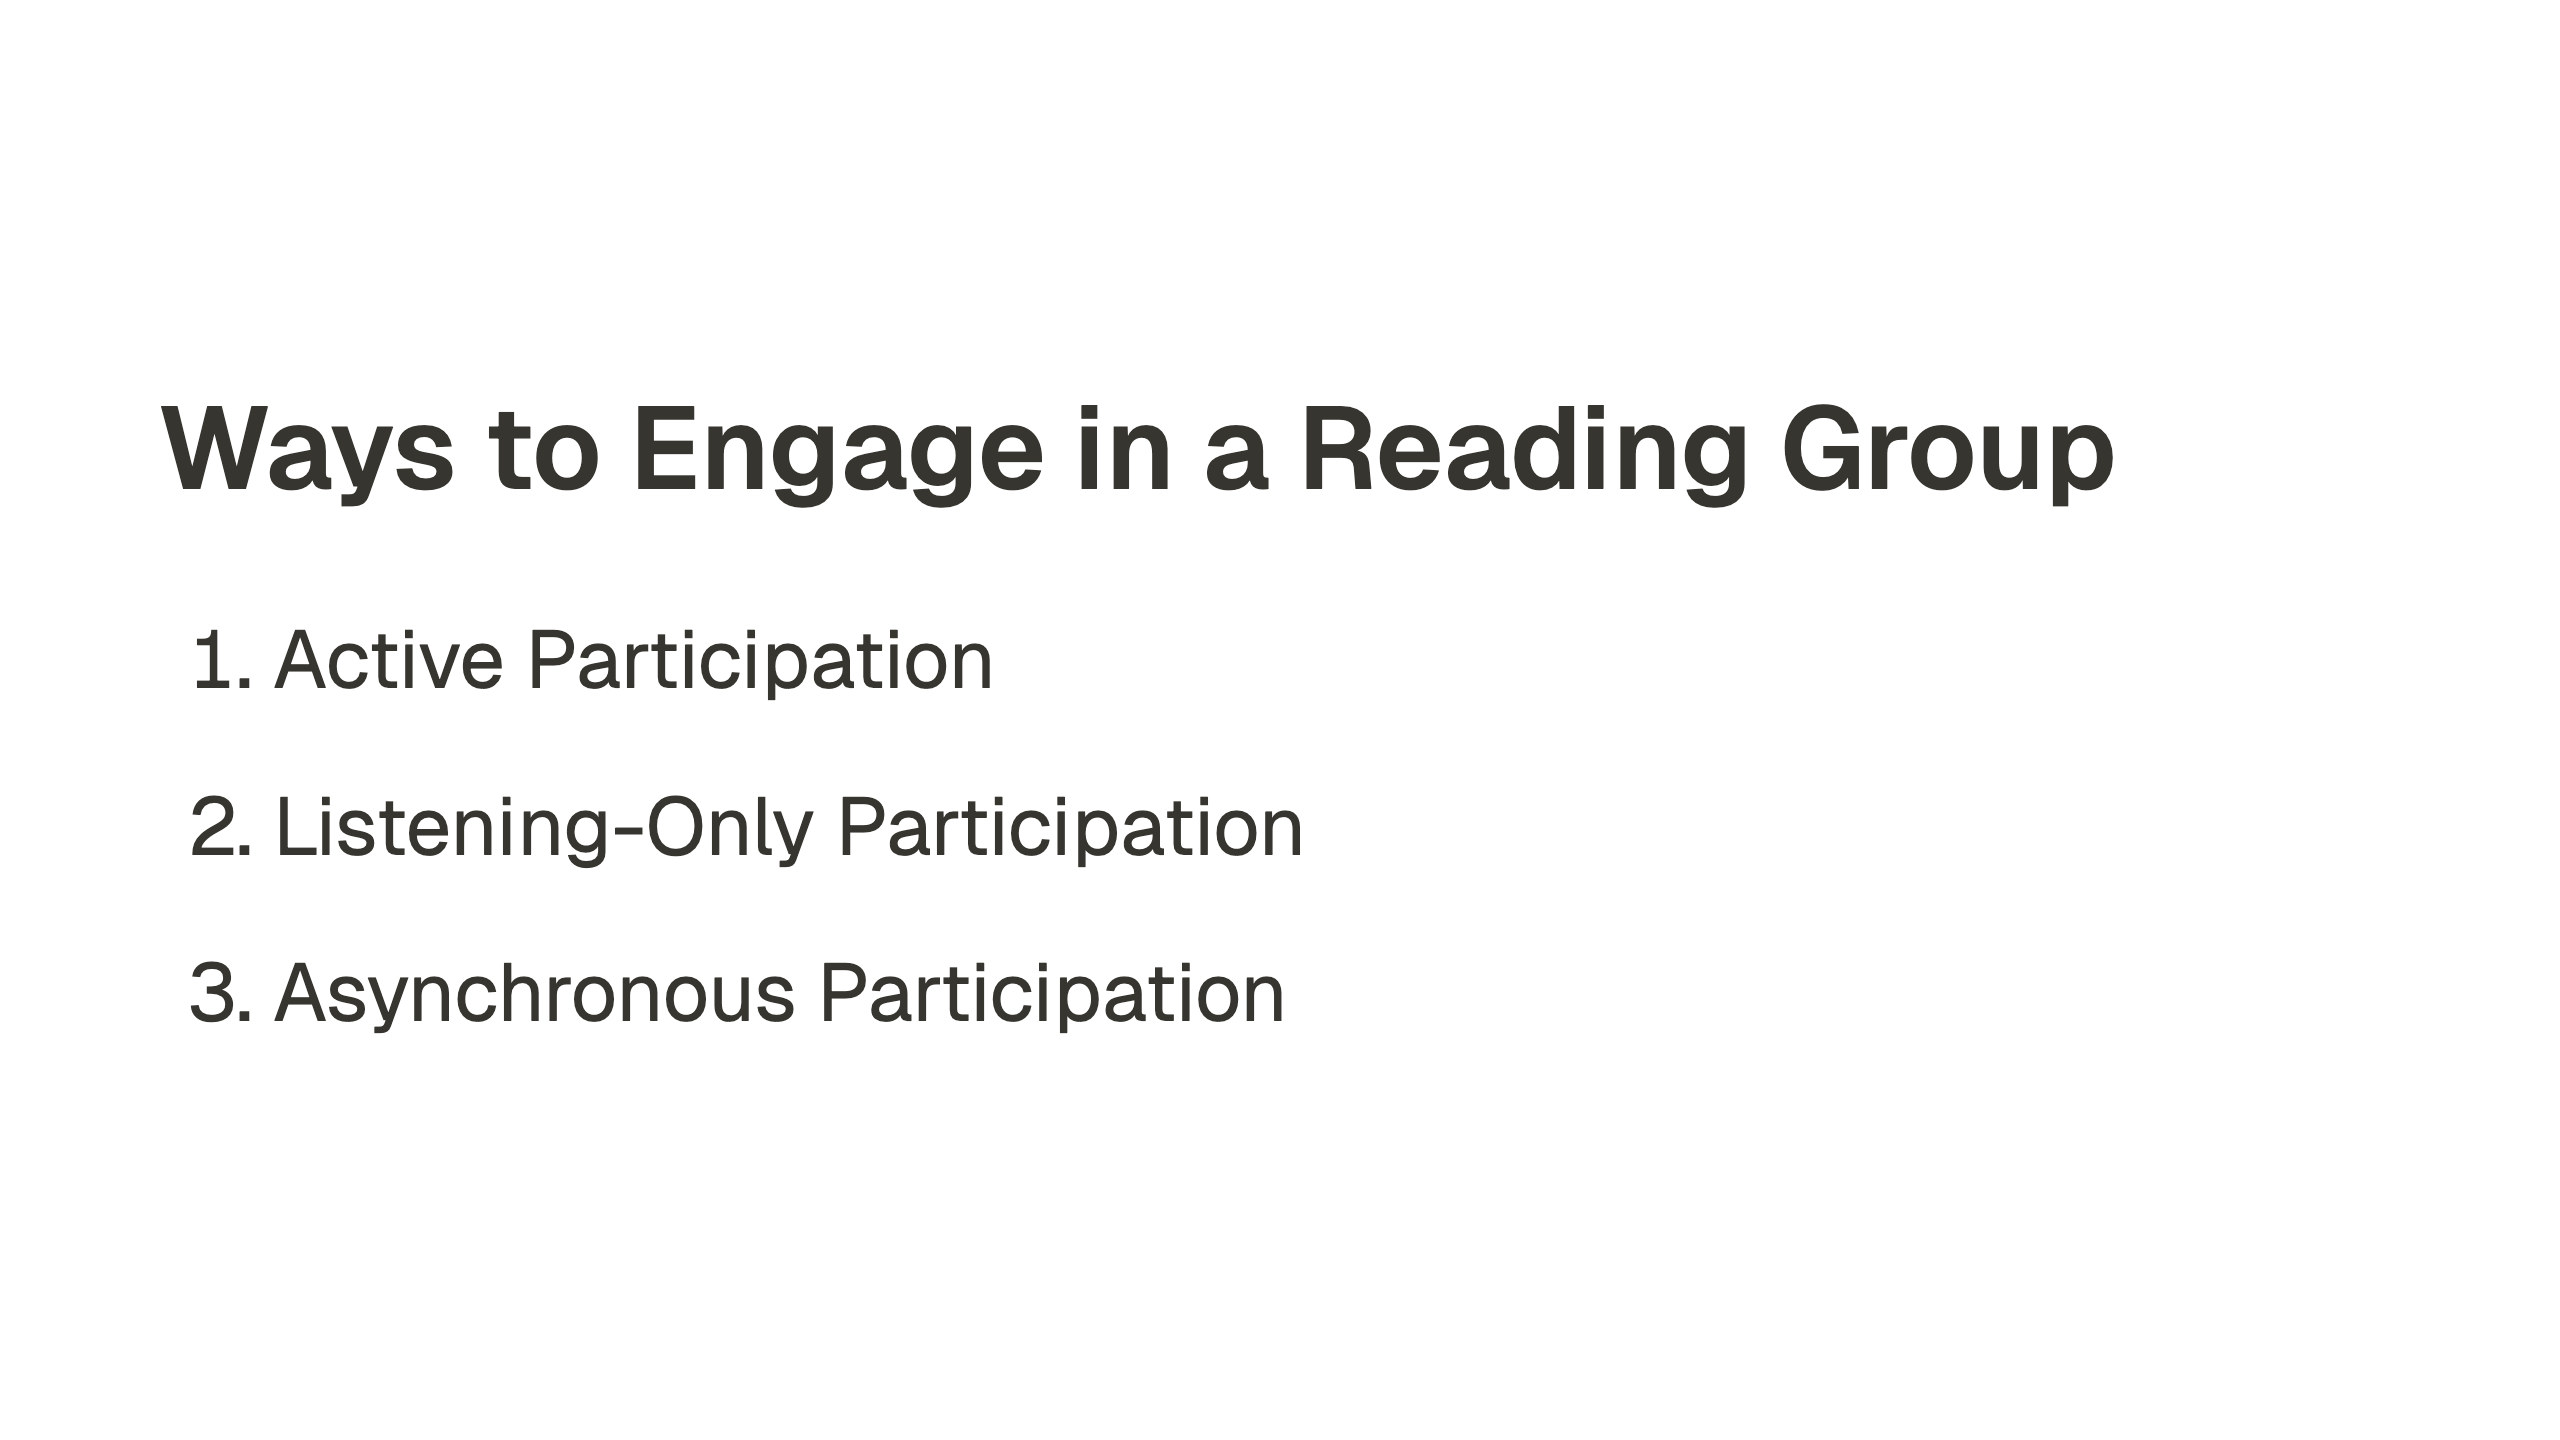 Ways to Engage in a Reading Group
1. Active Participation
2. Listening-Only Participation
3. Asynchronous Participation